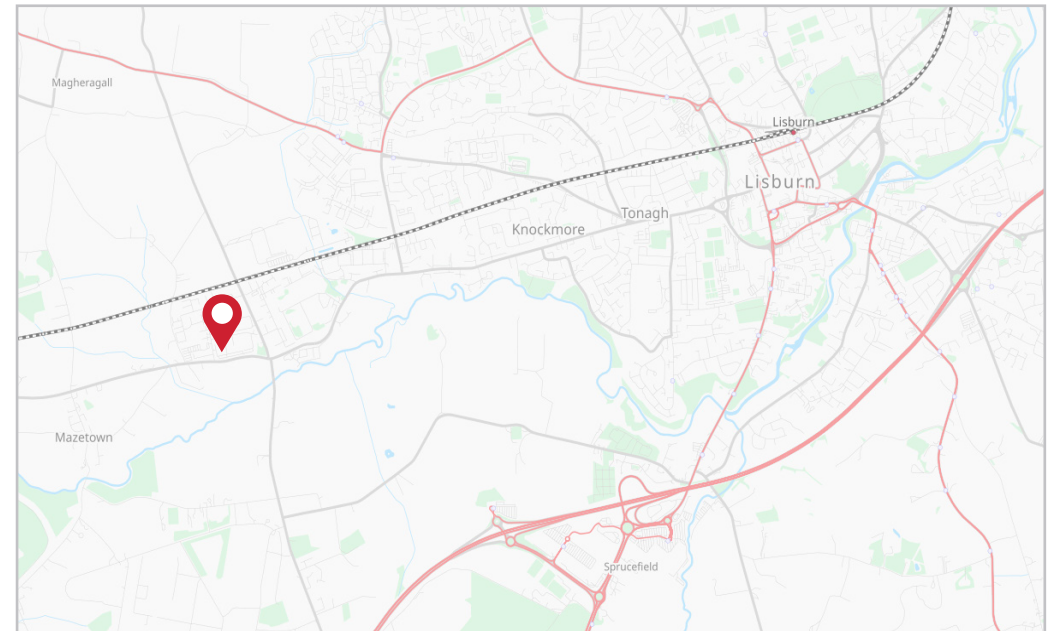 Magheragall
Lisburn
Lisburn
Tonagh
Knockmore
Mazetown
Sprucefield